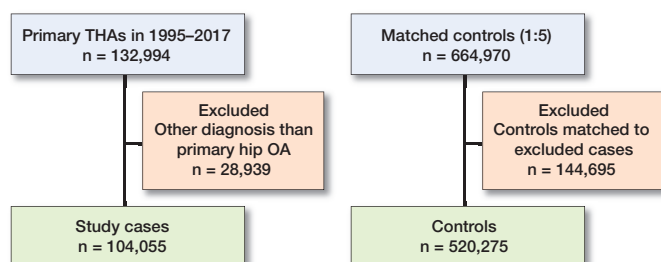 Primary THAs in 1995–2017
n = 132,994
Matched controls (1:5)
n = 664,970
Excluded
Other diagnosis than
primary hip OA
n = 28,939
Excluded
Controls matched to
excluded cases
n = 144,695
Study cases
n = 104,055
Controls
n = 520,275